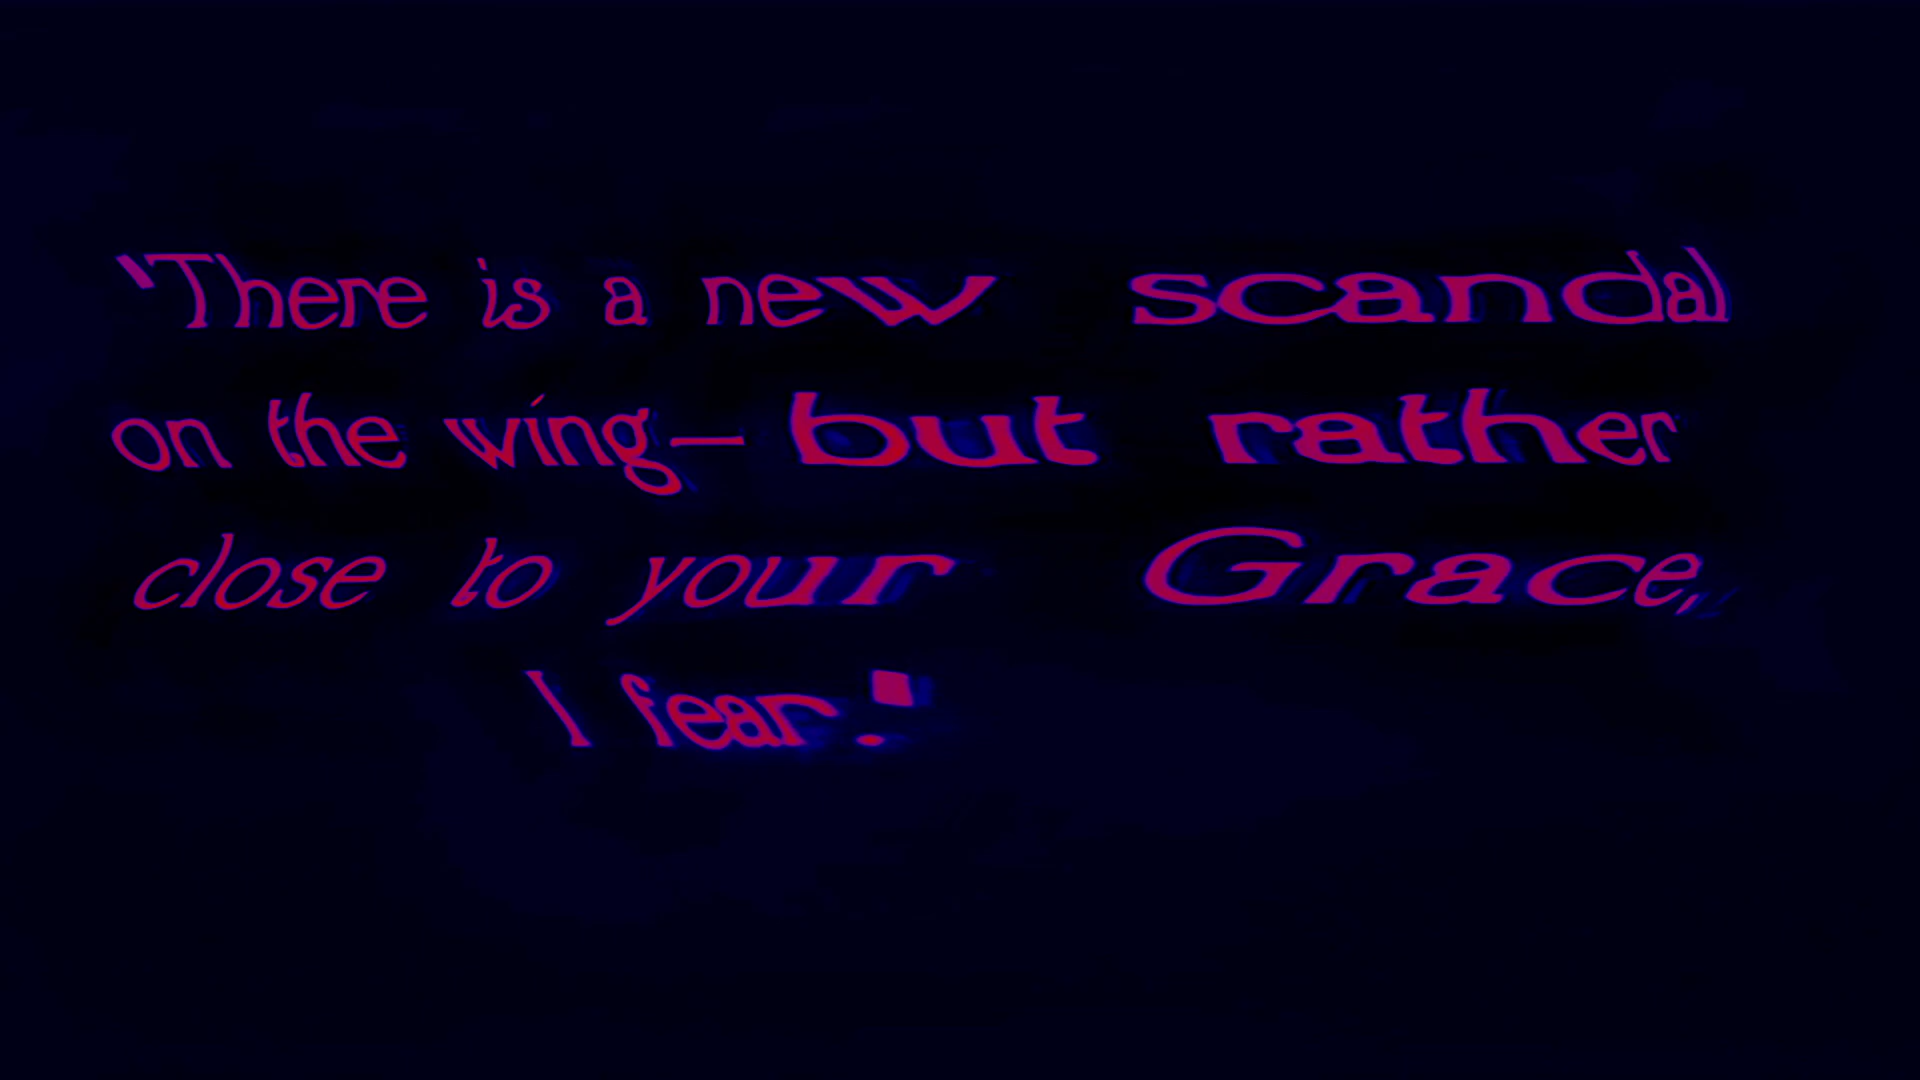 "There is a new scandal
on the wing—but rather
close to your Grace,
I fear."